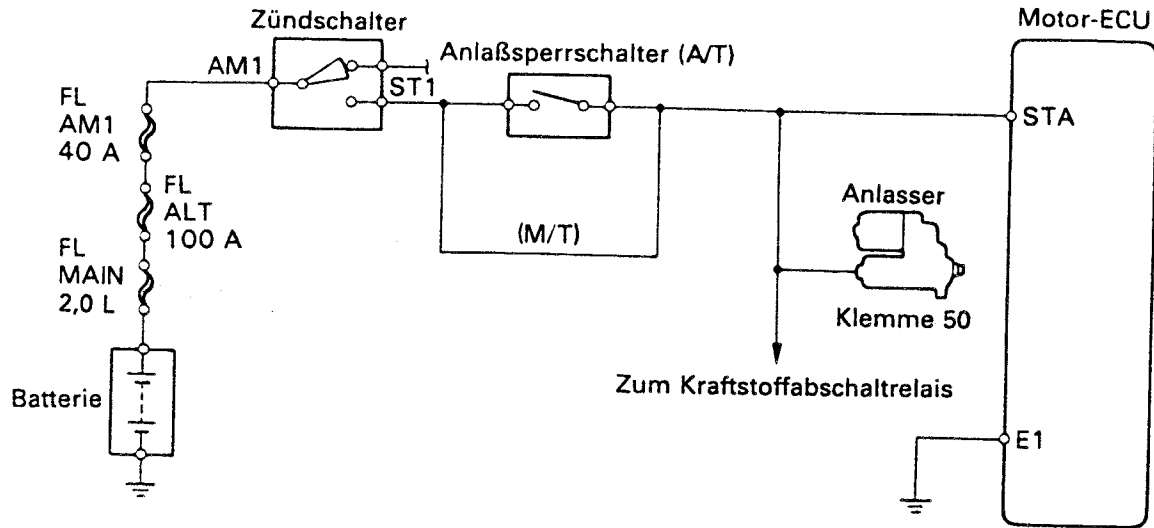 Zündschalter
Motor-ECU
AM1
Anlaßsperrschalter (A/T)
ST1
FL
AM1
40 A
STA
FL
ALT
100 A
Anlasser
(M/T)
FL
MAIN
2,0 L
Klemme 50
Zum Kraftstoffabschaltrelais
Batterie
E1